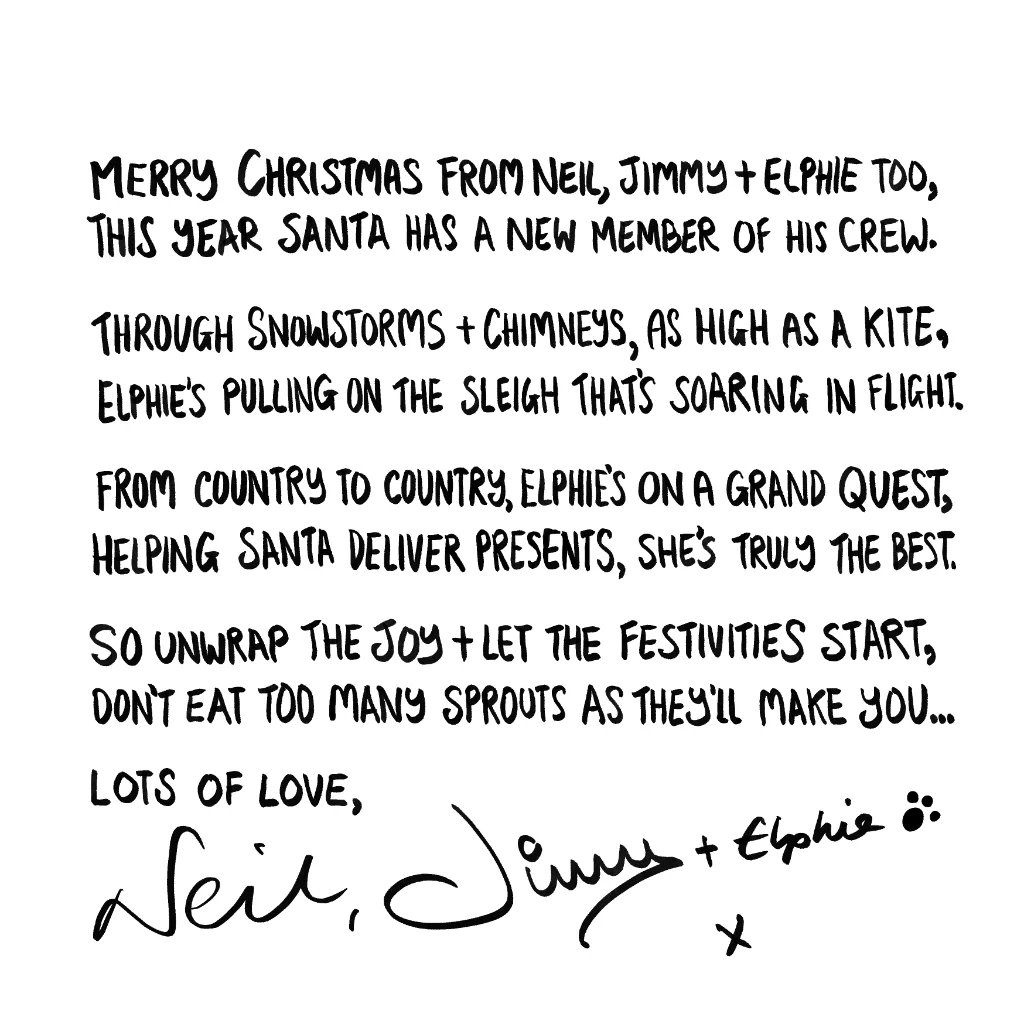 MERRY CHRISTMAS FROM NEIL, JIMMY + ELPHIE TOO,
THIS YEAR SANTA HAS A NEW MEMBER OF HIS CREW.
THROUGH SNOWSTORMS + CHIMNEYS, AS HIGH AS A KITE,
ELPHIE'S PULLING ON THE SLEIGH THAT'S SOARING IN FLIGHT.
FROM COUNTRY TO COUNTRY, ELPHIE'S ON A GRAND QUEST,
HELPING SANTA DELIVER PRESENTS, SHE'S TRULY THE BEST.
SO UNWRAP THE JOY + LET THE FESTIVITIES START,
DON'T EAT TOO MANY SPROUTS AS THEY'LL MAKE YOU...
LOTS OF LOVE,
Neil, Jimmy + Elphie
x